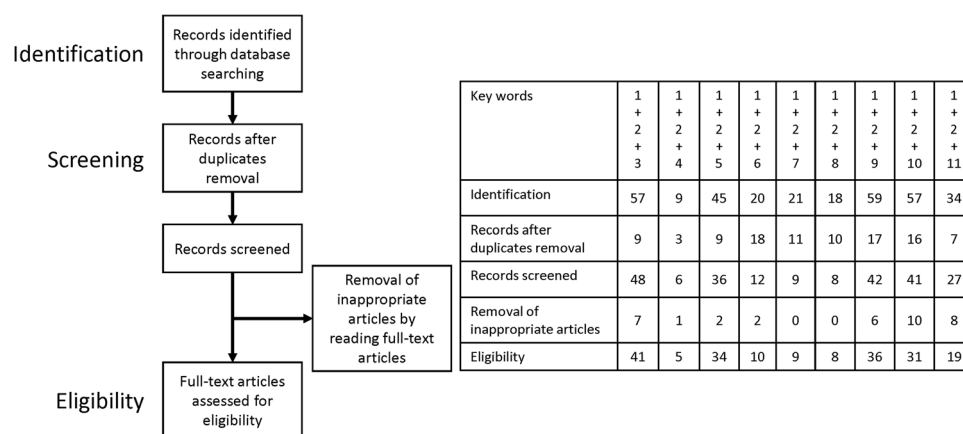 Identification
Records identified
through database
searching
Screening
Records after
duplicates
removal
Records screened
Removal of
inappropriate
articles by
reading full-text
articles
Eligibility
Full-text articles
assessed for
eligibility
Key words 1+2+3 1+2+4 1+2+5 1+2+6 1+2+7 1+2+8 1+2+9 1+2+10 1+2+11
Identification 57 9 45 20 21 18 59 57 34
Records after
duplicates removal 9 3 9 18 11 10 17 16 7
Records screened 48 6 36 12 9 8 42 41 27
Removal of
inappropriate articles 7 1 2 2 0 0 6 10 8
Eligibility 41 5 34 10 9 8 36 31 19